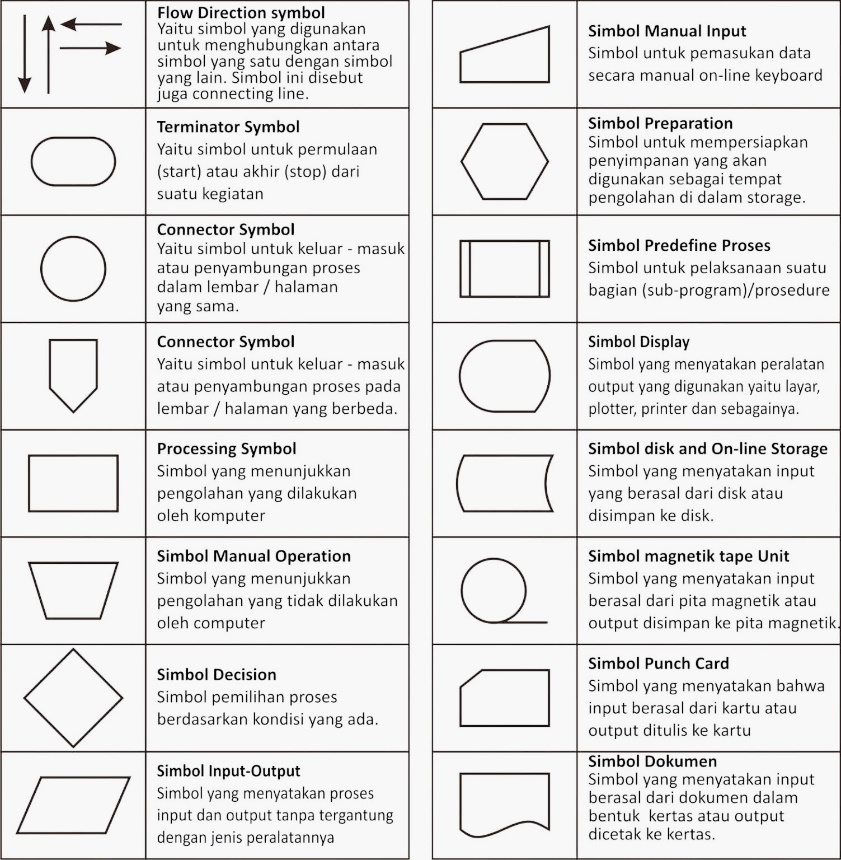 Flow Direction symbol
Yaitu simbol yang digunakan
untuk menghubungkan antara
simbol yang satu dengan simbol
yang lain. Simbol ini disebut
juga connecting line.
Terminator Symbol
Yaitu simbol untuk permulaan
(start) atau akhir (stop) dari
suatu kegiatan
Connector Symbol
Yaitu simbol untuk keluar - masuk
atau penyambungan proses
dalam lembar / halaman
yang sama.
Connector Symbol
Yaitu simbol untuk keluar - masuk
atau penyambungan proses pada
lembar / halaman yang berbeda.
Processing Symbol
Simbol yang menunjukkan
pengolahan yang dilakukan
oleh komputer
Simbol Manual Operation
Simbol yang menunjukkan
pengolahan yang tidak dilakukan
oleh computer
Simbol Decision
Simbol pemilihan proses
berdasarkan kondisi yang ada.
Simbol Input-Output
Simbol yang menyatakan proses
input dan output tanpa tergantung
dengan jenis peralatannya
Simbol Manual Input
Simbol untuk pemasukan data
secara manual on-line keyboard
Simbol Preparation
Simbol untuk mempersiapkan
penyimpanan yang akan
digunakan sebagai tempat
pengolahan di dalam storage.
Simbol Predefine Proses
Simbol untuk pelaksanaan suatu
bagian (sub-program)/prosedure
Simbol Display
Simbol yang menyatakan peralatan
output yang digunakan yaitu layar,
plotter, printer dan sebagainya.
Simbol disk and On-line Storage
Simbol yang menyatakan input
yang berasal dari disk atau
disimpan ke disk.
Simbol magnetik tape Unit
Simbol yang menyatakan input
berasal dari pita magnetik atau
output disimpan ke pita magnetik.
Simbol Punch Card
Simbol yang menyatakan bahwa
input berasal dari kartu atau
output ditulis ke kartu
Simbol Dokumen
Simbol yang menyatakan input
berasal dari dokumen dalam
bentuk kertas atau output
dicetak ke kertas.